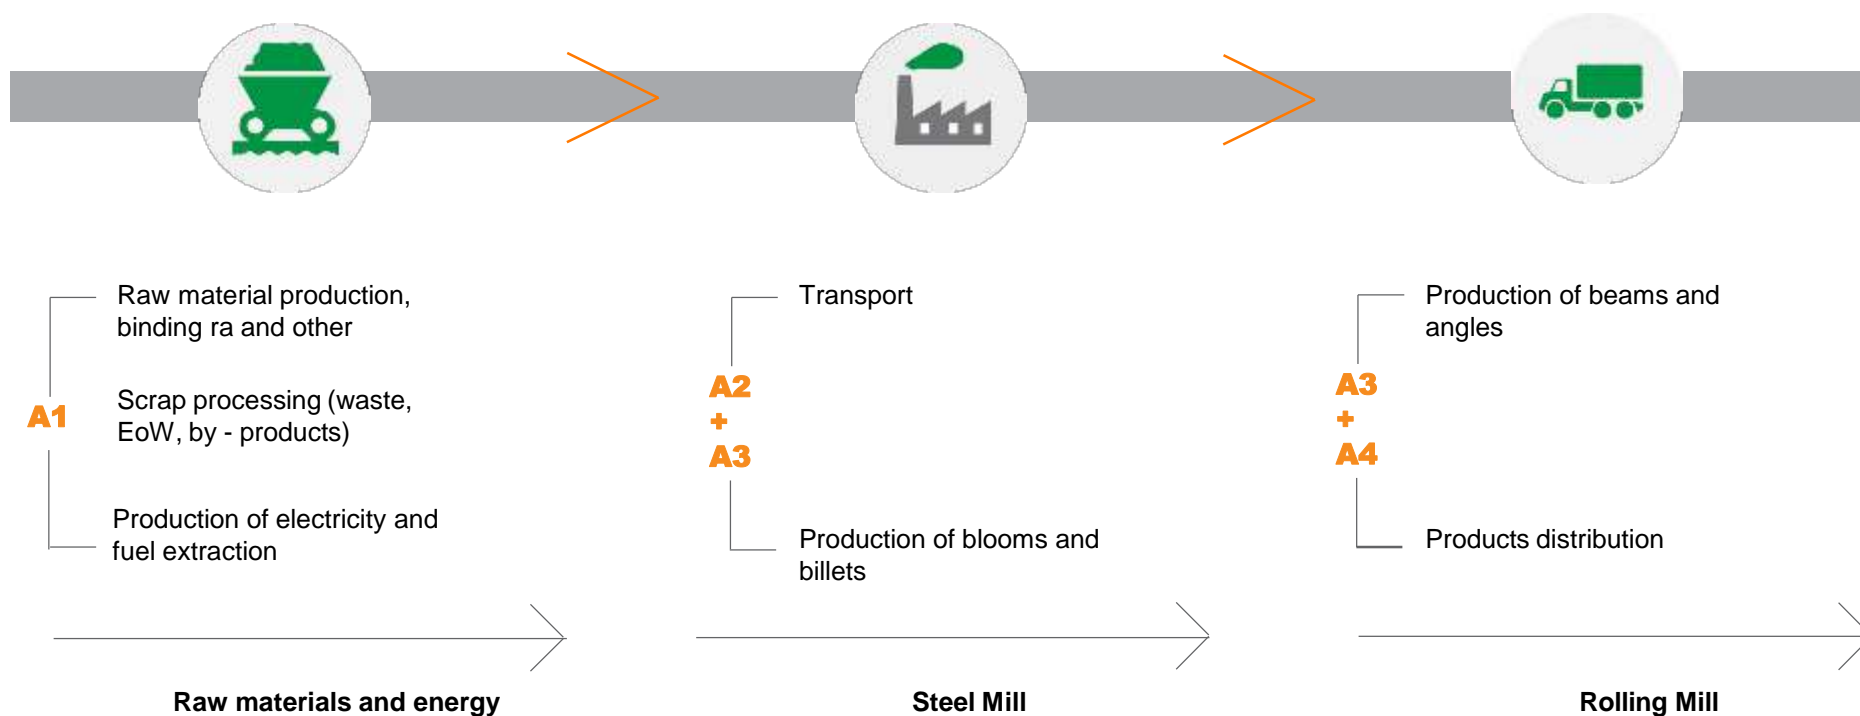 Raw material production,
binding ra and other
A1
Scrap processing (waste,
EoW, by - products)
Production of electricity and
fuel extraction
Raw materials and energy
Transport
A2
+
A3
Production of blooms and
billets
Steel Mill
Production of beams and
angles
A3
+
A4
Products distribution
Rolling Mill